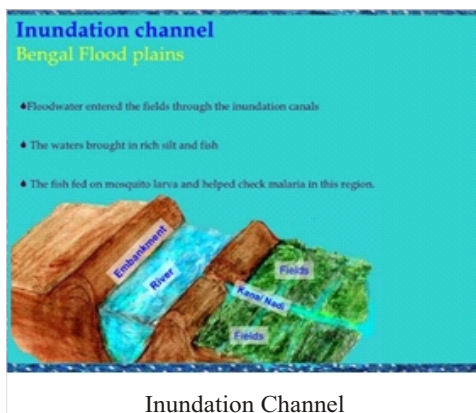 Inundation channel
Bengal Flood plains
Floodwater entered the fields through the inundation canals
The waters brought in rich silt and fish
The fish fed on mosquito larva and helped check malaria in this region.
Embankment
River
Fields
Kana/ Nadi
Fields
Inundation Channel